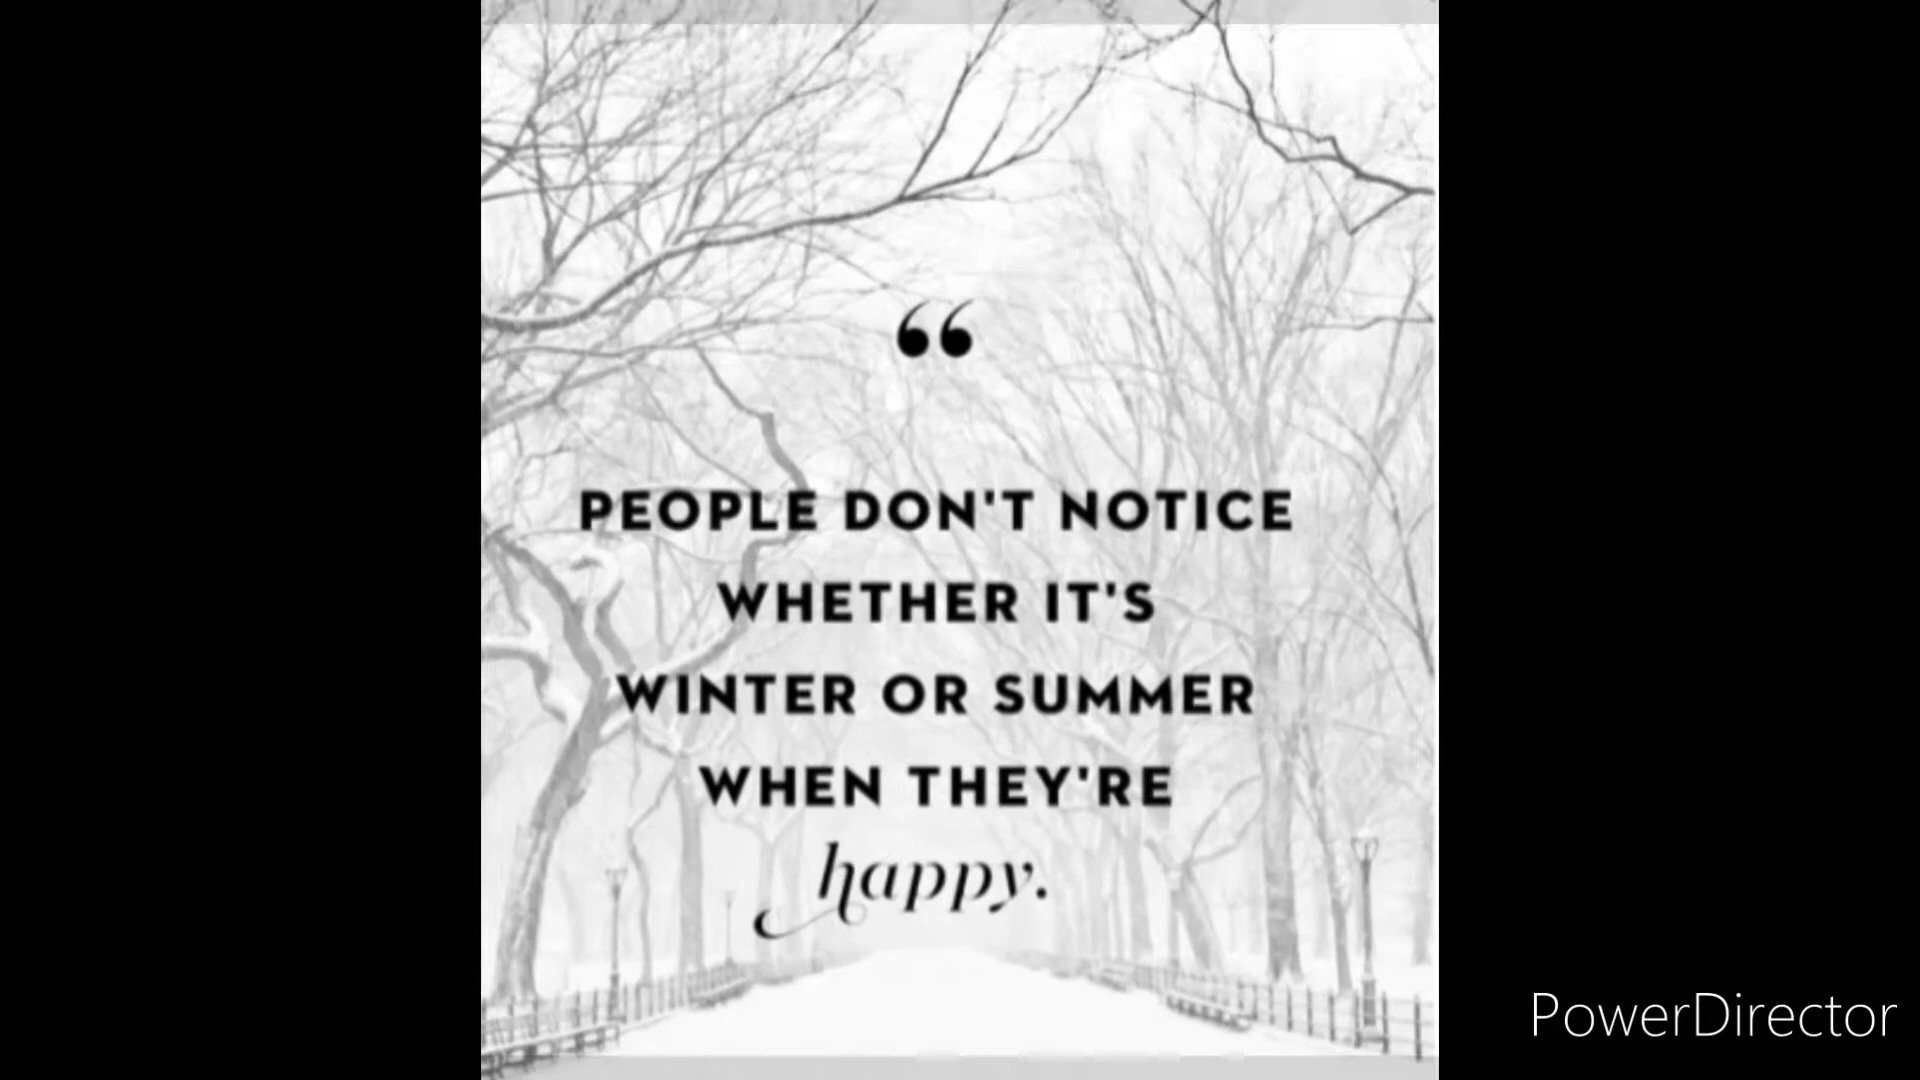 “
PEOPLE DON'T NOTICE
WHETHER IT'S
WINTER OR SUMMER
WHEN THEY'RE
happy.
PowerDirector